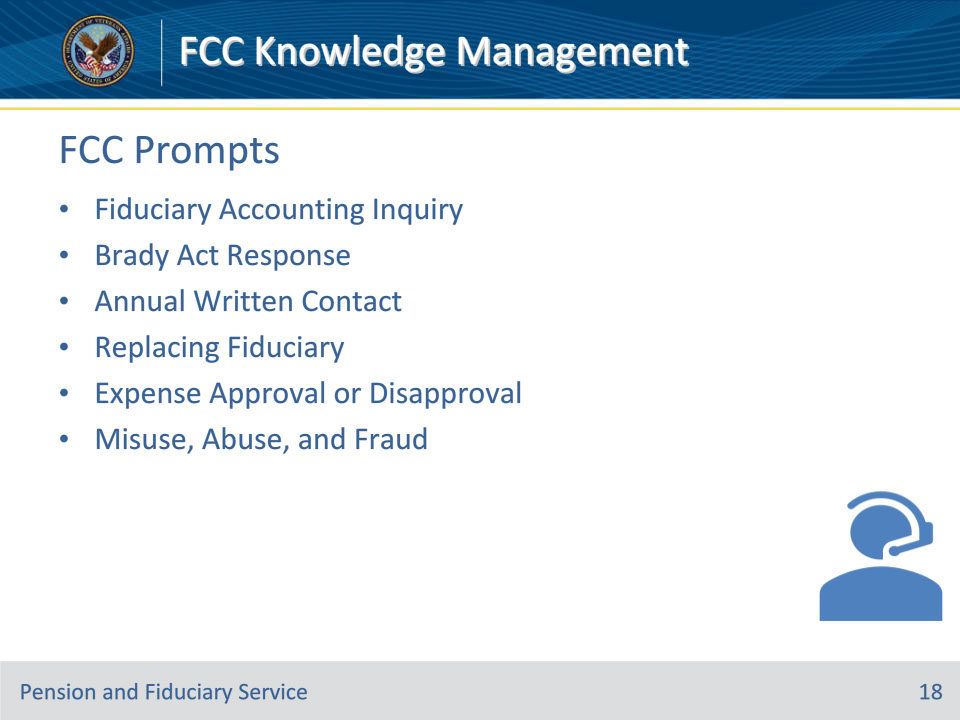 FCC Knowledge Management
FCC Prompts
• Fiduciary Accounting Inquiry
• Brady Act Response
• Annual Written Contact
• Replacing Fiduciary
• Expense Approval or Disapproval
• Misuse, Abuse, and Fraud
Pension and Fiduciary Service
18